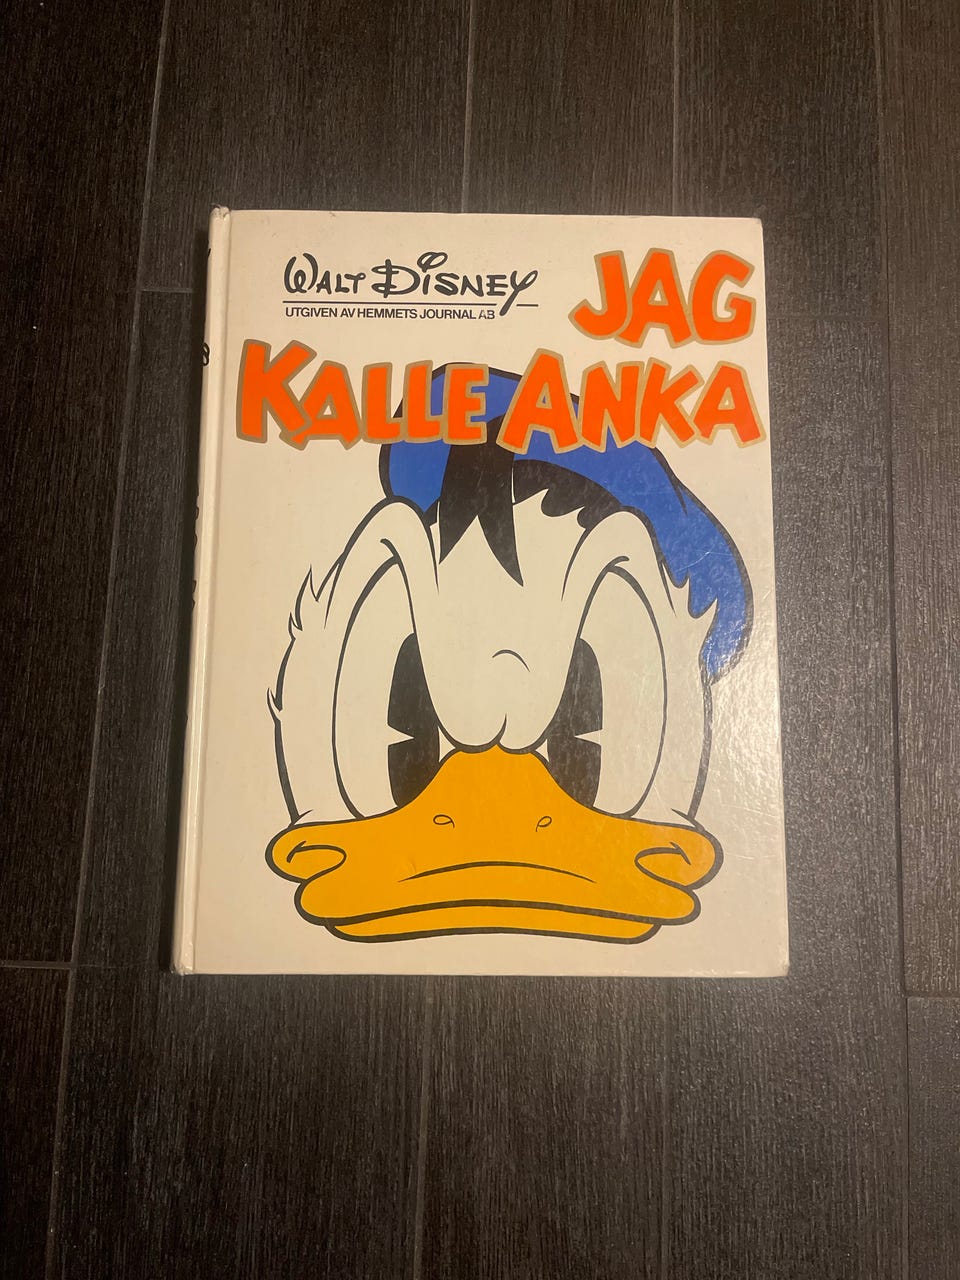 WALT DISNEY
UTGIVEN AV HEMMETS JOURNAL AB
JAG
KALLE ANKA